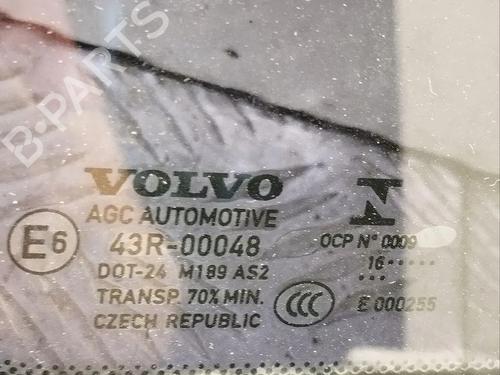 B-PARTS
VOLVO
AGC AUTOMOTIVE
E6
43R-00048
DOT-24 M189 AS2
TRANSP. 70% MIN.
CZECH REPUBLIC
CCC
N
OCP Nº 0009
16·····
···
E 000255